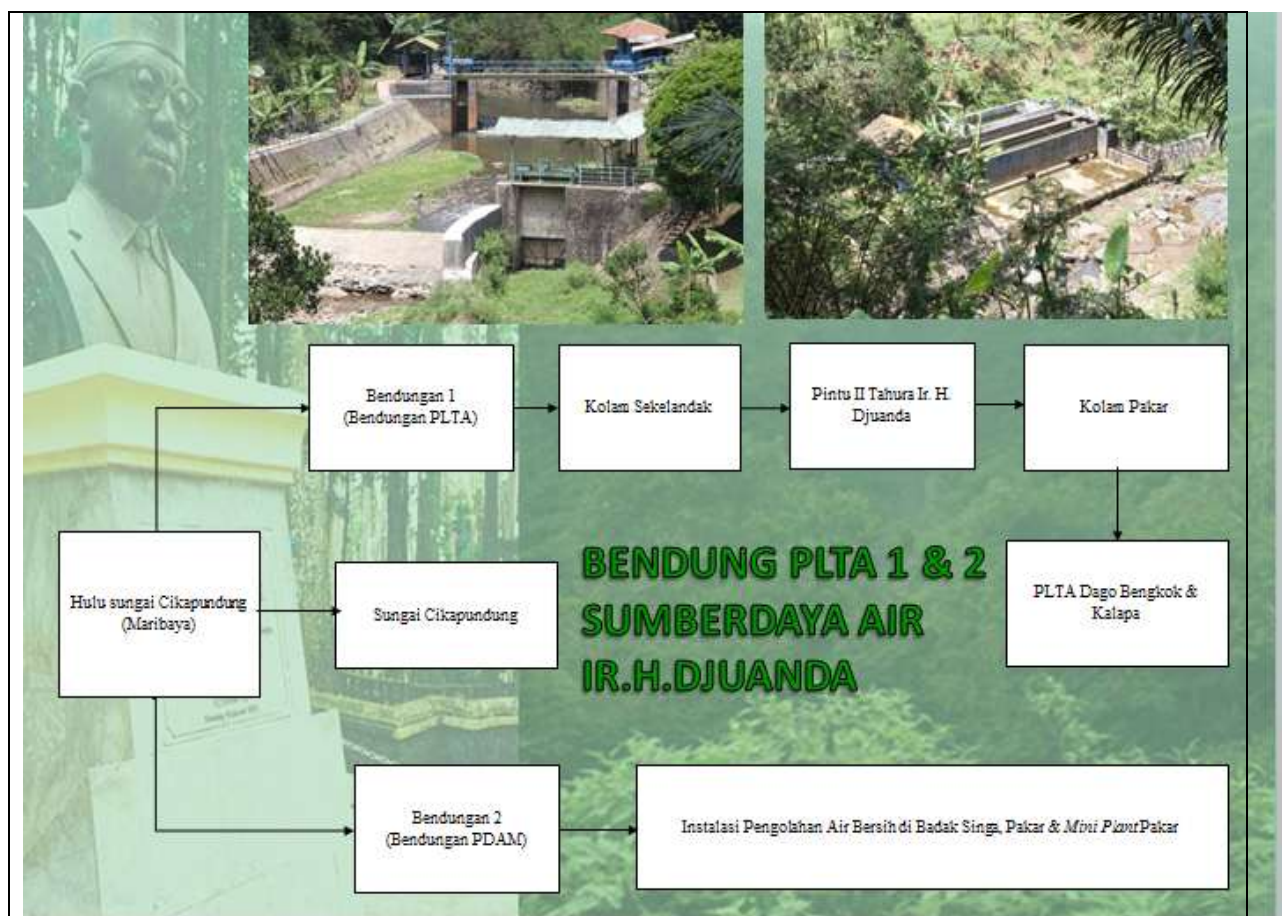 Bendungan 1
(Bendungan PLTA)
Kolam Sekelandak
Pintu II Tahura Ir. H.
Djuanda
Kolam Pakar
Hulu sungai Cikapundung
(Maribaya)
Sungai Cikapundung
BENDUNG PLTA 1 & 2
SUMBERDAYA AIR
IR.H.DJUANDA
PLTA Dago Bengkok &
Kalapa
Bendungan 2
(Bendungan PDAM)
Instalasi Pengolahan Air Bersih di Badak Singa, Pakar & Mini Plant Pakar